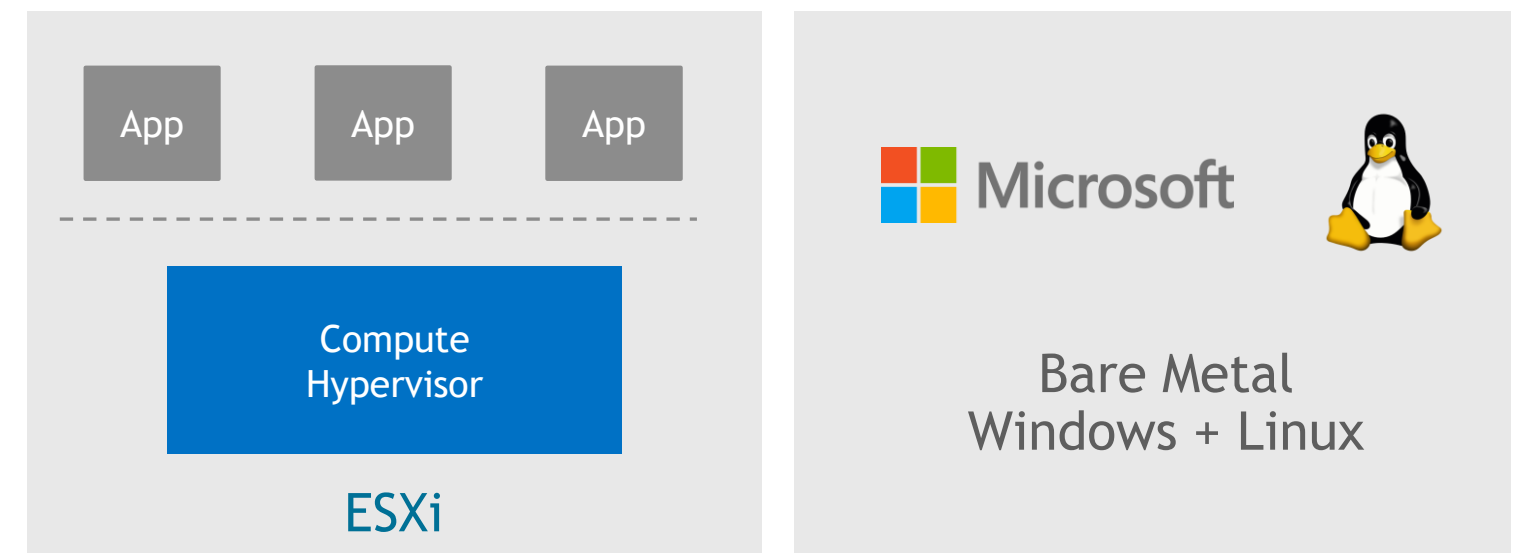 App
App
App
Compute
Hypervisor
ESXi
Microsoft
Bare Metal
Windows + Linux